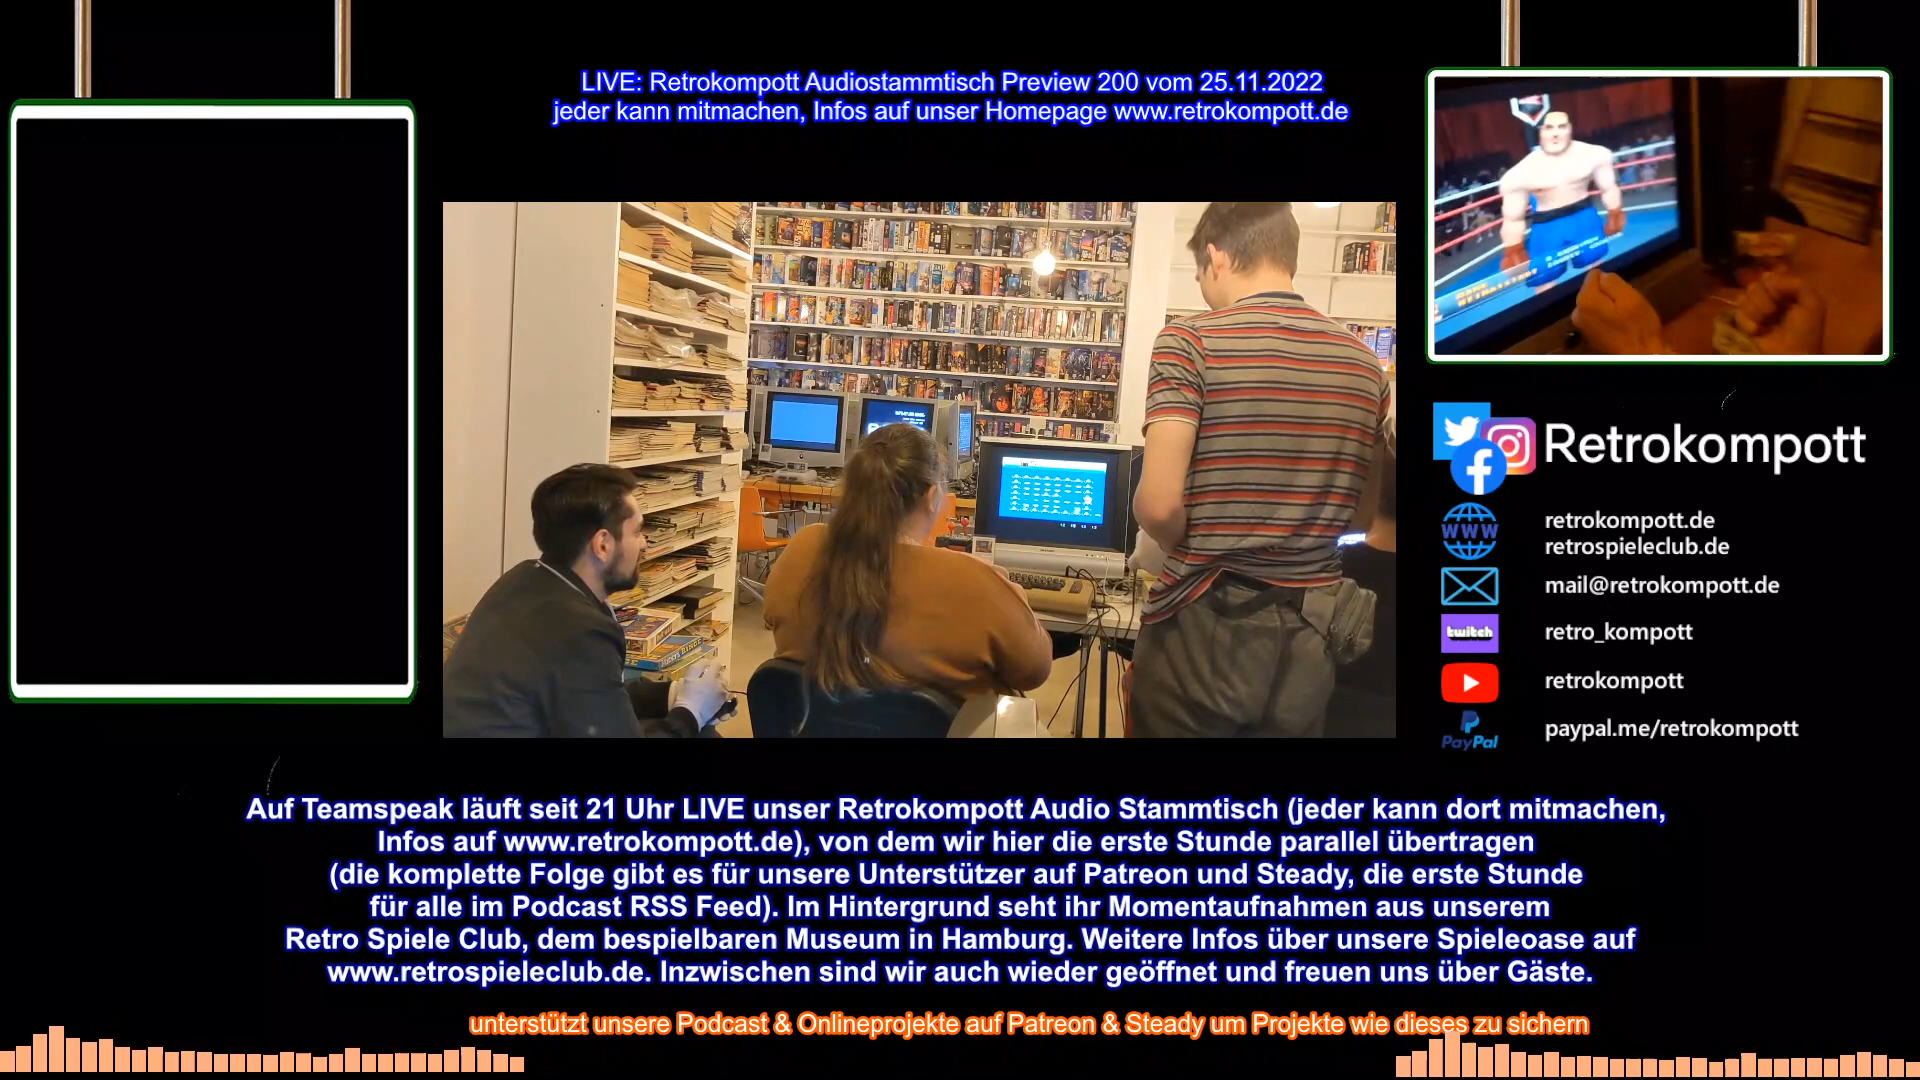 LIVE: Retrokompott Audiostammtisch Preview 200 vom 25.11.2022
jeder kann mitmachen, Infos auf unser Homepage www.retrokompott.de
Retrokompott
WWW
retrokompott.de
retrospieleclub.de
mail@retrokompott.de
twitch
retro_kompott
retrokompott
PayPal
paypal.me/retrokompott
Auf Teamspeak läuft seit 21 Uhr LIVE unser Retrokompott Audio Stammtisch (jeder kann dort mitmachen,
Infos auf www.retrokompott.de), von dem wir hier die erste Stunde parallel übertragen
(die komplette Folge gibt es für unsere Unterstützer auf Patreon und Steady, die erste Stunde
für alle im Podcast RSS Feed). Im Hintergrund seht ihr Momentaufnahmen aus unserem
Retro Spiele Club, dem bespielbaren Museum in Hamburg. Weitere Infos über unsere Spieleoase auf
www.retrospieleclub.de. Inzwischen sind wir auch wieder geöffnet und freuen uns über Gäste.
unterstützt unsere Podcast & Onlineprojekte auf Patreon & Steady um Projekte wie dieses zu sichern